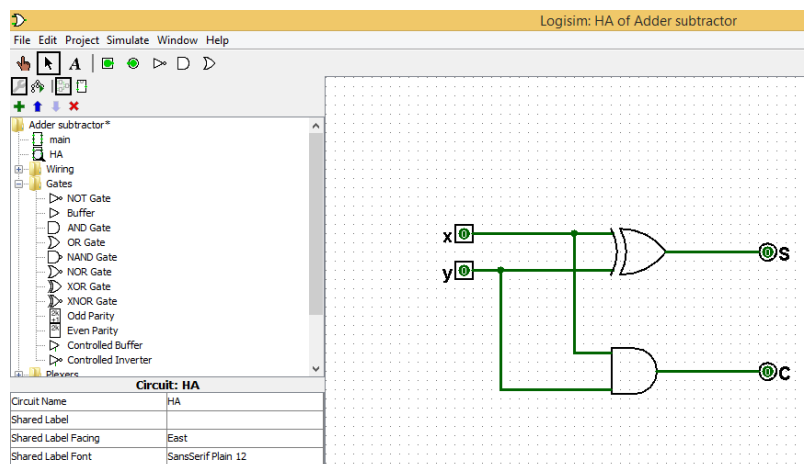 Logisim: HA of Adder subtractor
File Edit Project Simulate Window Help
A
Adder subtractor*
main
HA
Wiring
Gates
NOT Gate
Buffer
AND Gate
OR Gate
NAND Gate
NOR Gate
XOR Gate
XNOR Gate
Odd Parity
Even Parity
Controlled Buffer
Controlled Inverter
Plexers
Circuit: HA
Circuit Name HA
Shared Label
Shared Label Facing East
Shared Label Font SansSerif Plain 12
x 0
S 0
y 0
C 0